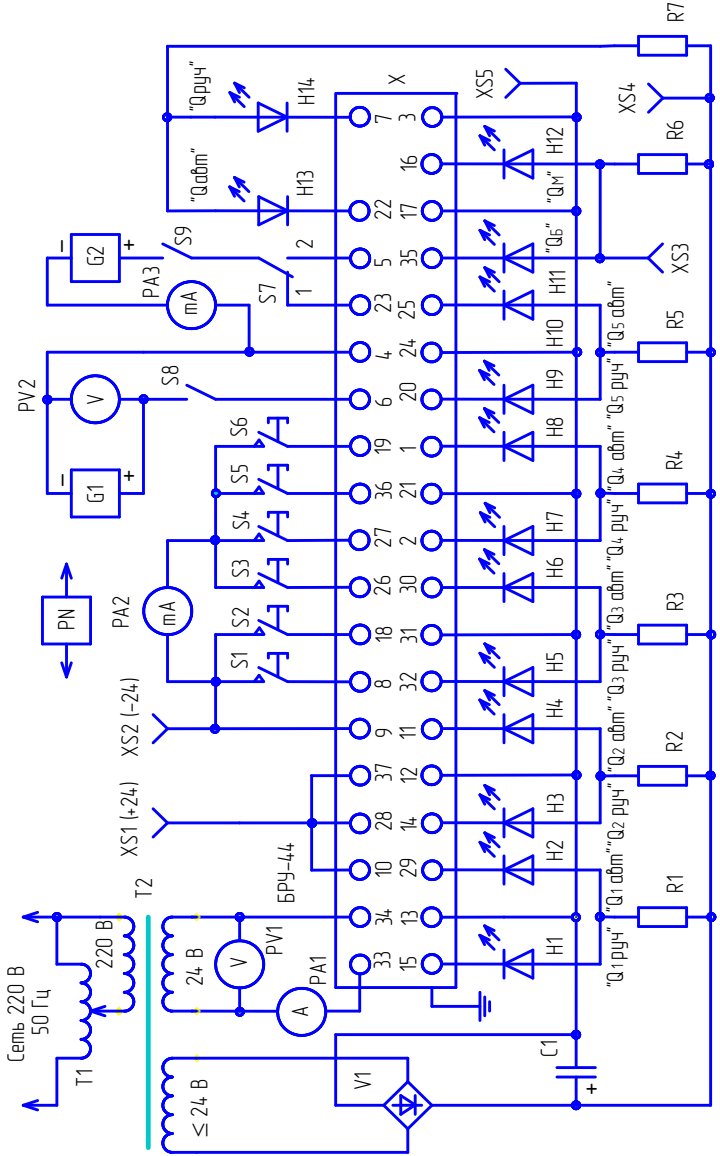 Сеть 220 В
50 Гц
T1
220 В
T2
24 В
≤ 24 В
PV1
V
PA1
A
V1
C1
+
XS1 (+24)
XS2 (−24)
PN
PA2
mA
S1
S2
S3
S4
S5
S6
G1
−
+
PV2
V
S8
G2
−
+
PA3
mA
S9
S7
1
2
"Qавт"
"Qруч"
H13
H14
БРУ-44
X
33
34
10
28
37
9
8
18
26
27
36
19
6
4
23
5
22
7
15
13
29
14
12
11
32
31
30
2
21
1
20
24
25
35
17
16
3
XS5
H1
H2
H3
H4
H5
H6
H7
H8
H9
H10
H11
"QБ"
"QМ"
H12
"Q1руч"
"Q1 авт"
"Q2 руч"
"Q2 авт"
"Q3 руч"
"Q3 авт"
"Q4 руч"
"Q4 авт"
"Q5 руч"
"Q5 авт"
XS4
XS3
R1
R2
R3
R4
R5
R6
R7